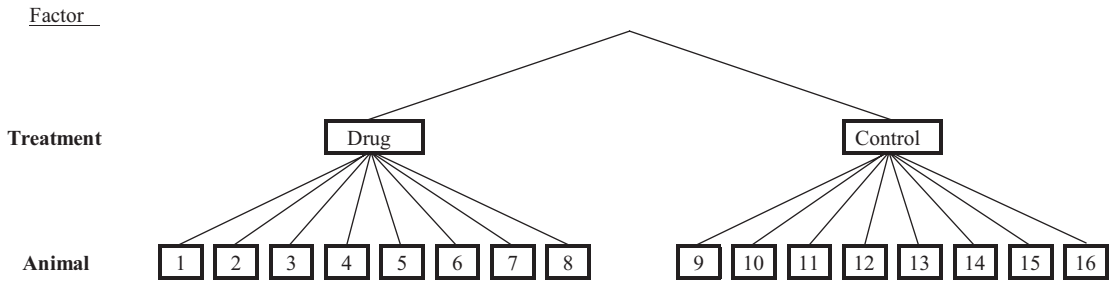 Factor
Treatment Drug Control
Animal 1 2 3 4 5 6 7 8 9 10 11 12 13 14 15 16